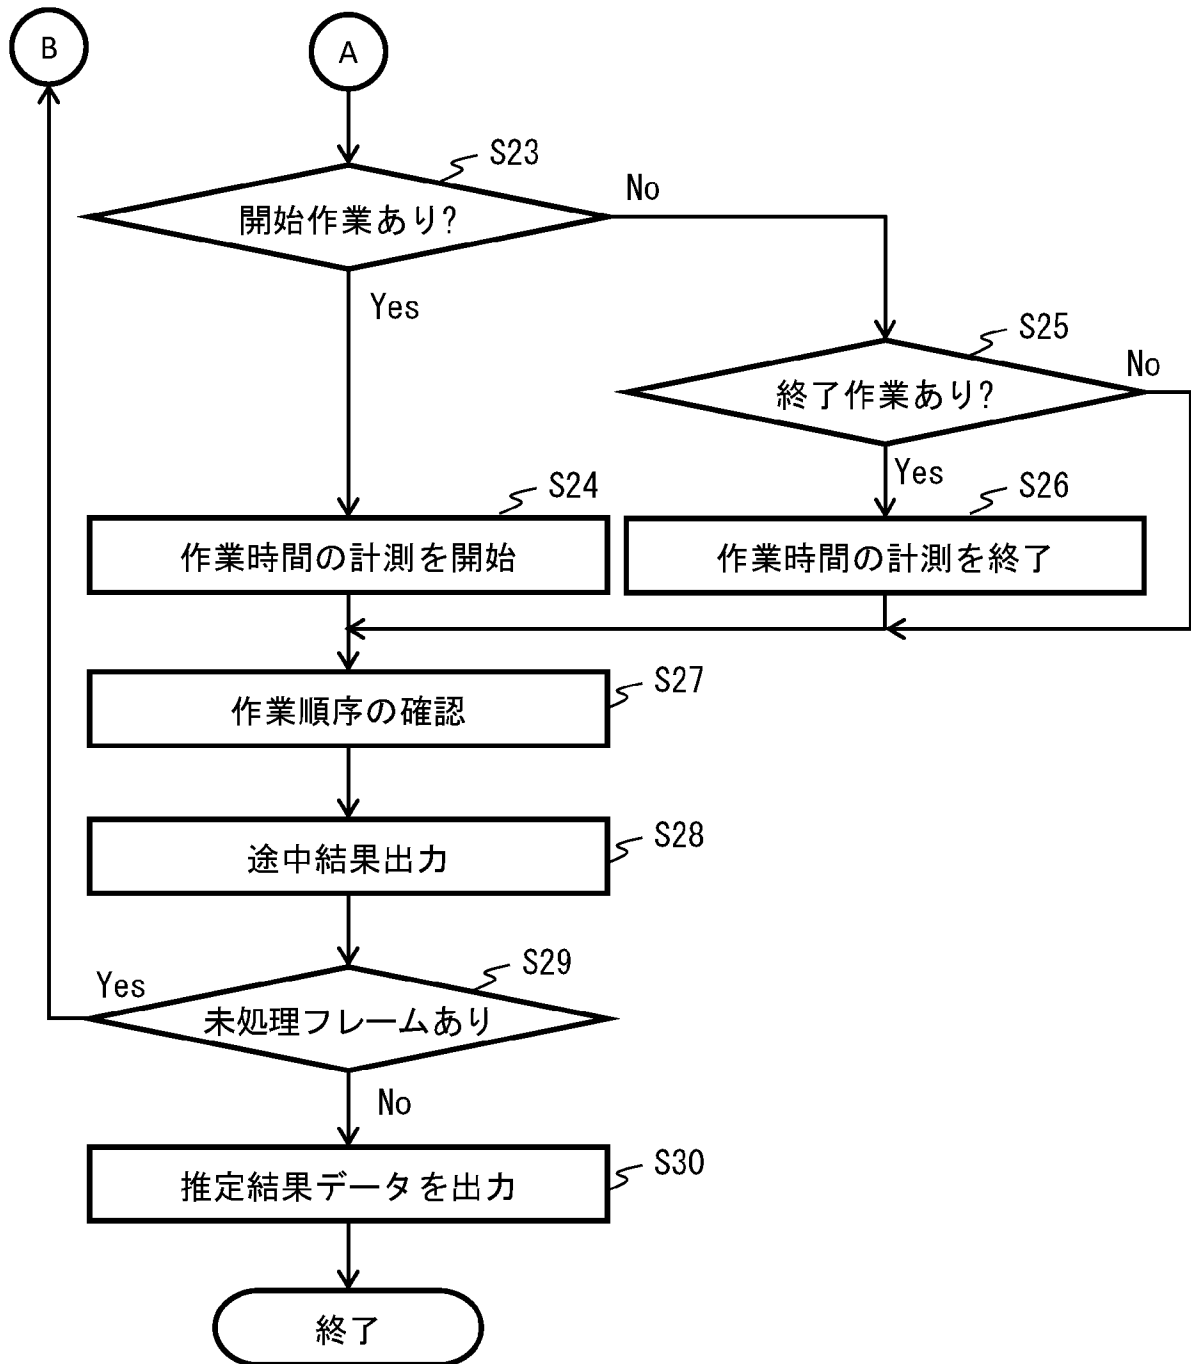 B
A
S23
開始作業あり?
No
Yes
S25
終了作業あり?
No
Yes
S24
作業時間の計測を開始
S26
作業時間の計測を終了
S27
作業順序の確認
S28
途中結果出力
S29
Yes
未処理フレームあり
No
S30
推定結果データを出力
終了